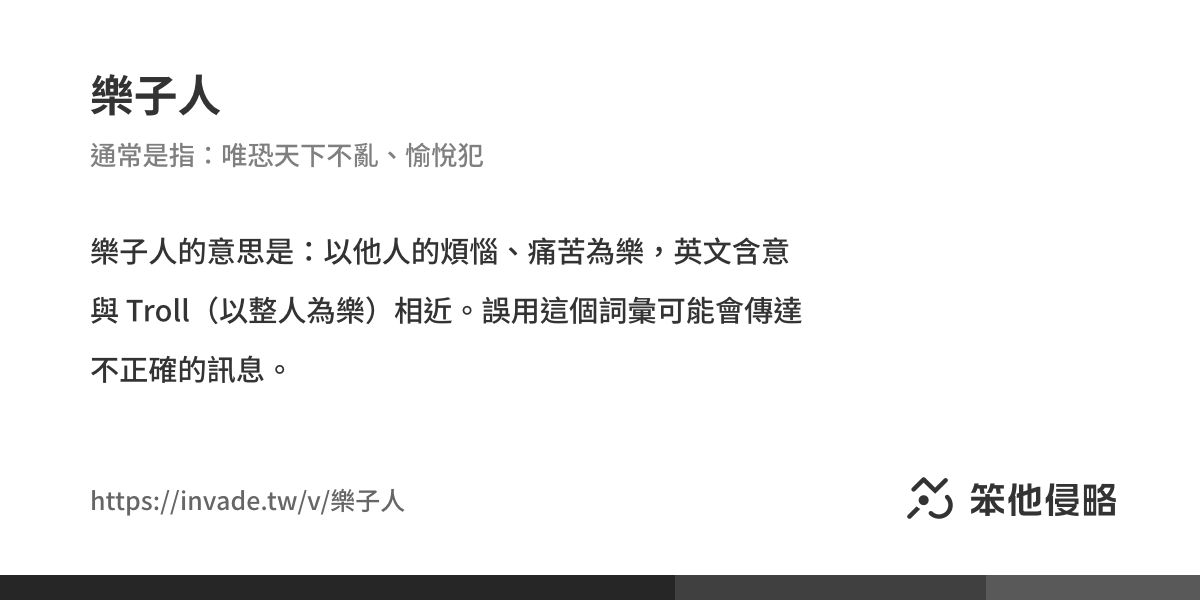 樂子人
通常是指：唯恐天下不亂、愉悅犯
樂子人的意思是：以他人的煩惱、痛苦為樂，英文含意
與 Troll（以整人為樂）相近。誤用這個詞彙可能會傳達
不正確的訊息。
https://invade.tw/v/樂子人
笨他侵略